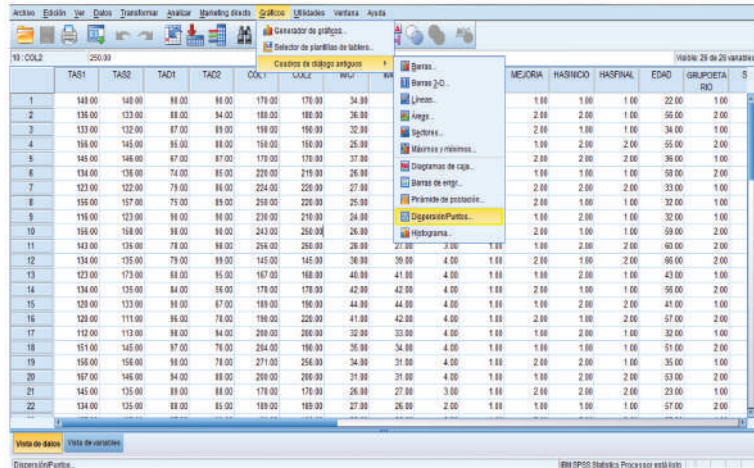 Archivo Edición Ver Datos Transformar Analizar Marketing directo Gráficos Utilidades Ventana Ayuda
Generador de gráficos...
Selector de plantillas de tablero...
Cuadros de diálogo antiguos
10 : COL2 250.00 Visible: 26 de 26 variables
Barras...
Barras 3-D...
Líneas...
Áreas...
Sectores...
Máximos y mínimos...
Diagramas de caja...
Barras de error...
Pirámide de población...
Dispersión/Puntos...
Histograma...
TAS1 TAS2 TAD1 TAD2 COL1 COL2 MEJORIA HASINICIO HASFINAL EDAD GRUPOETARIO
1 140.00 140.00 98.00 98.00 170.00 170.00 34.00 1.00 1.00 1.00 22.00 1.00
2 136.00 133.00 88.00 94.00 180.00 180.00 36.00 2.00 2.00 1.00 56.00 2.00
3 133.00 132.00 87.00 89.00 190.00 190.00 32.00 2.00 1.00 1.00 34.00 1.00
4 166.00 145.00 95.00 88.00 150.00 150.00 25.00 1.00 2.00 2.00 65.00 2.00
5 145.00 146.00 67.00 87.00 170.00 170.00 37.00 2.00 2.00 2.00 36.00 1.00
6 134.00 136.00 74.00 85.00 220.00 219.00 26.00 1.00 1.00 1.00 58.00 2.00
7 123.00 122.00 79.00 86.00 224.00 220.00 27.00 2.00 2.00 2.00 33.00 1.00
8 156.00 157.00 75.00 89.00 250.00 220.00 25.00 2.00 1.00 1.00 32.00 1.00
9 116.00 123.00 90.00 90.00 230.00 210.00 24.00 1.00 2.00 1.00 32.00 1.00
10 166.00 168.00 90.00 90.00 243.00 250.00 26.00 2.00 1.00 1.00 59.00 2.00
11 143.00 136.00 78.00 98.00 256.00 250.00 28.00 27.00 3.00 1.00 2.00 1.00 2.00 60.00 2.00
12 134.00 135.00 79.00 99.00 145.00 145.00 38.00 39.00 4.00 1.00 2.00 1.00 1.00 66.00 2.00
13 123.00 173.00 68.00 95.00 167.00 168.00 40.00 41.00 4.00 1.00 1.00 1.00 2.00 43.00 1.00
14 134.00 135.00 84.00 96.00 178.00 178.00 42.00 42.00 4.00 1.00 2.00 1.00 1.00 56.00 2.00
15 120.00 133.00 98.00 67.00 189.00 190.00 44.00 44.00 4.00 1.00 1.00 2.00 2.00 41.00 1.00
16 120.00 111.00 96.00 78.00 199.00 220.00 41.00 42.00 4.00 1.00 2.00 1.00 2.00 57.00 2.00
17 112.00 113.00 98.00 94.00 200.00 200.00 32.00 33.00 4.00 1.00 1.00 2.00 1.00 32.00 1.00
18 151.00 145.00 97.00 76.00 204.00 190.00 35.00 34.00 4.00 1.00 1.00 1.00 1.00 51.00 2.00
19 156.00 156.00 98.00 78.00 271.00 256.00 34.00 31.00 4.00 1.00 2.00 2.00 1.00 35.00 1.00
20 167.00 146.00 94.00 88.00 200.00 200.00 31.00 31.00 4.00 1.00 1.00 2.00 2.00 53.00 2.00
21 145.00 135.00 89.00 88.00 178.00 170.00 26.00 27.00 3.00 1.00 2.00 2.00 2.00 23.00 1.00
22 134.00 135.00 88.00 85.00 189.00 189.00 27.00 26.00 2.00 1.00 1.00 1.00 1.00 57.00 2.00
Vista de datos Vista de variables
Dispersión/Puntos... IBM SPSS Statistics Processor está listo